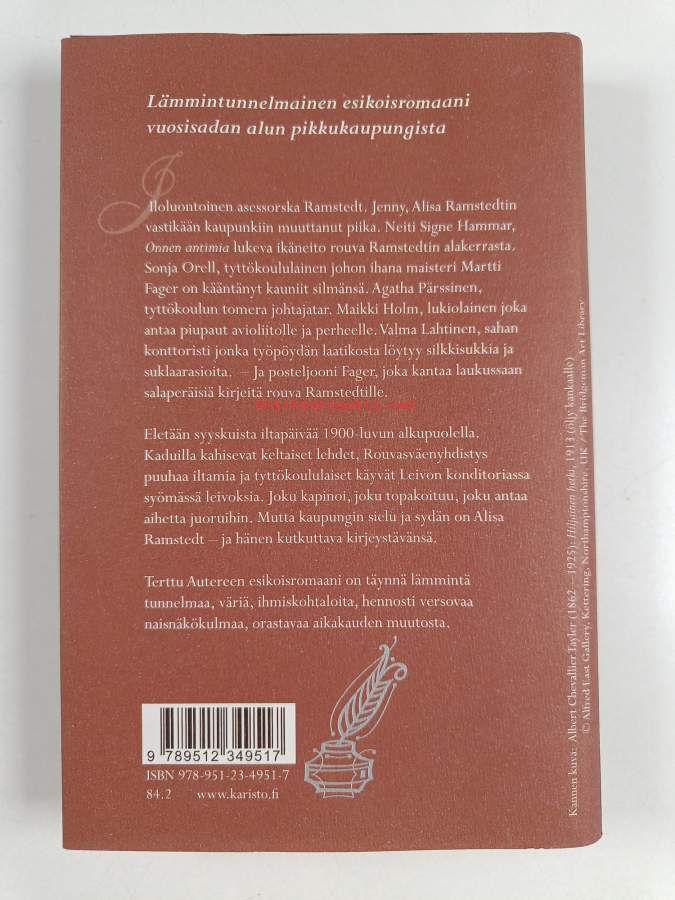 Lämmintunnelmainen esikoisromaani
vuosisadan alun pikkukaupungista
Iloluontoinen asessorska Ramstedt. Jenny, Alisa Ramstedtin
vastikään kaupunkiin muuttanut piika. Neiti Signe Hammar,
Onnen antimia lukeva ikäneito rouva Ramstedtin alakerrasta.
Sonja Orell, tyttökoululainen johon ihana maisteri Martti
Fager on kääntänyt kauniit silmänsä. Agatha Pärssinen,
tyttökoulun tomera johtajatar. Maikki Holm, lukiolainen joka
antaa piupaut avioliitolle ja perheelle. Valma Lahtinen, sahan
konttoristi jonka työpöydän laatikosta löytyy silkkisukkia ja
suklaarasioita. – Ja posteljooni Fager, joka kantaa laukussaan
salaperäisiä kirjeitä rouva Ramstedtille.
Eletään syyskuista iltapäivää 1900-luvun alkupuolella.
Kaduilla kahisevat keltaiset lehdet, Rouvasväenyhdistys
puuhaa iltamia ja tyttökoululaiset käyvät Leivon konditoriassa
syömässä leivoksia. Joku kapinoi, joku topakoituu, joku antaa
aihetta juoruihin. Mutta kaupungin sielu ja sydän on Alisa
Ramstedt – ja hänen kutkuttava kirjeystävänsä.
Terttu Autereen esikoisromaani on täynnä lämmintä
tunnelmaa, väriä, ihmiskohtaloita, hennosti versovaa
naisnäkökulmaa, orastavaa aikakauden muutosta.
9 789512 349517
ISBN 978-951-23-4951-7
84.2 www.karisto.fi
Kannen kuva: Albert Chevallier Tayler (1862–1925): Hiljainen hetki, 1913 (öljy kankaalle)
© Alfred East Gallery, Kettering, Northamptonshire, UK / The Bridgeman Art Library